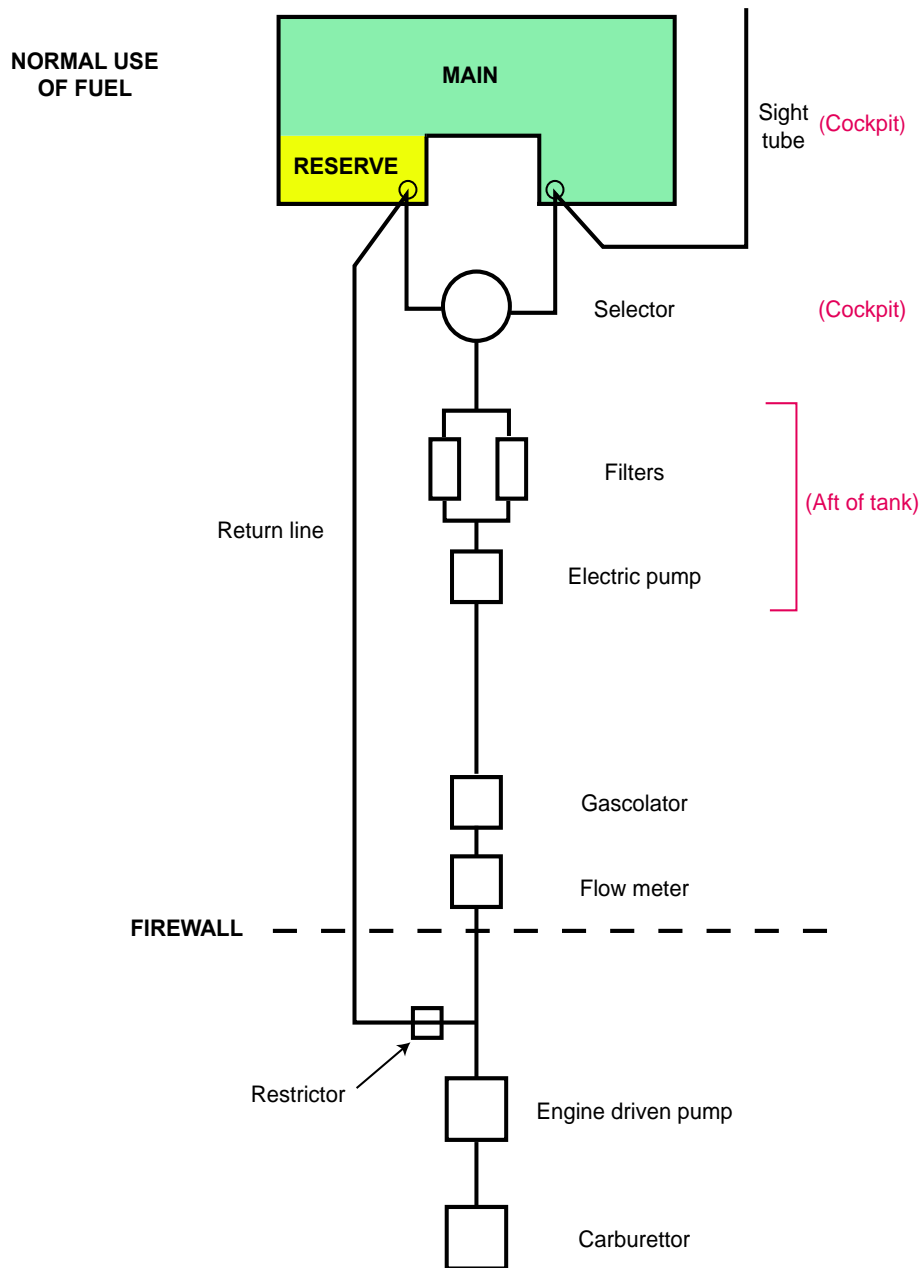 NORMAL USE
OF FUEL
MAIN
RESERVE
Sight
tube
(Cockpit)
Selector
(Cockpit)
Filters
(Aft of tank)
Return line
Electric pump
Gascolator
Flow meter
FIREWALL
Restrictor
Engine driven pump
Carburettor